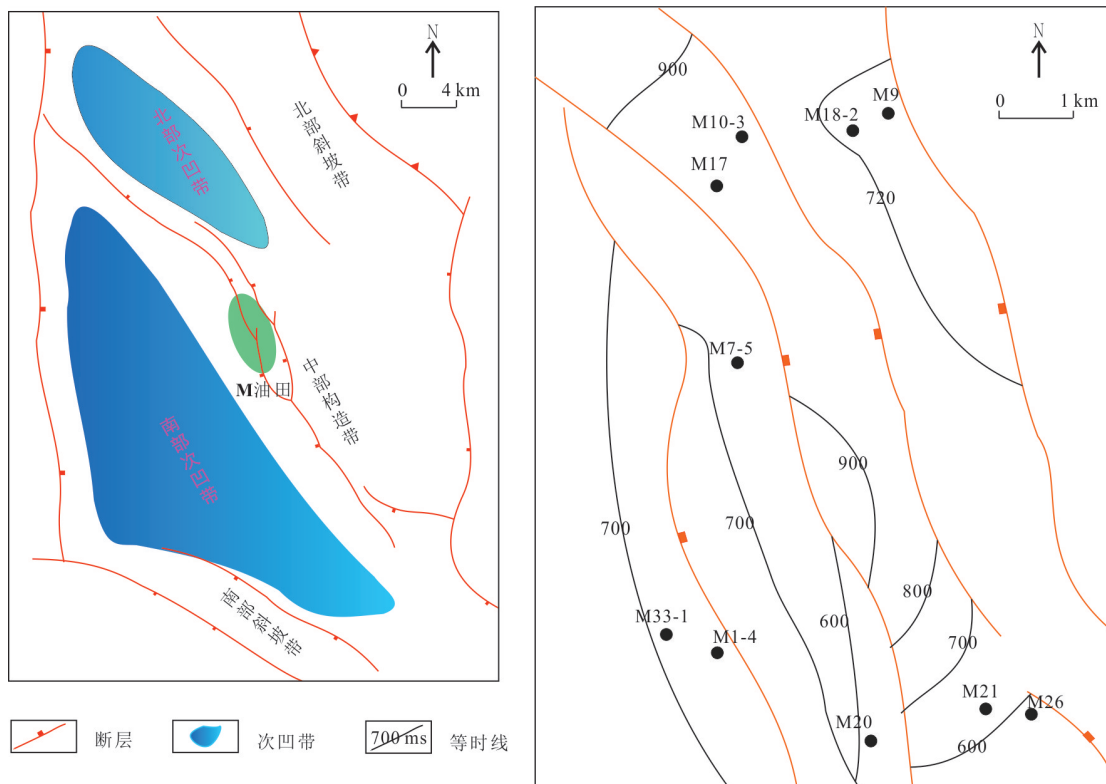 N
0 4 km
北部次凹带
北部斜坡带
M油田
中部构造带
南部次凹带
南部斜坡带
断层
次凹带
700 ms
等时线
N
0 1 km
900
M10-3
M17
M18-2
M9
720
M7-5
900
700
700
800
600
M33-1
M1-4
700
M21
M26
M20
600